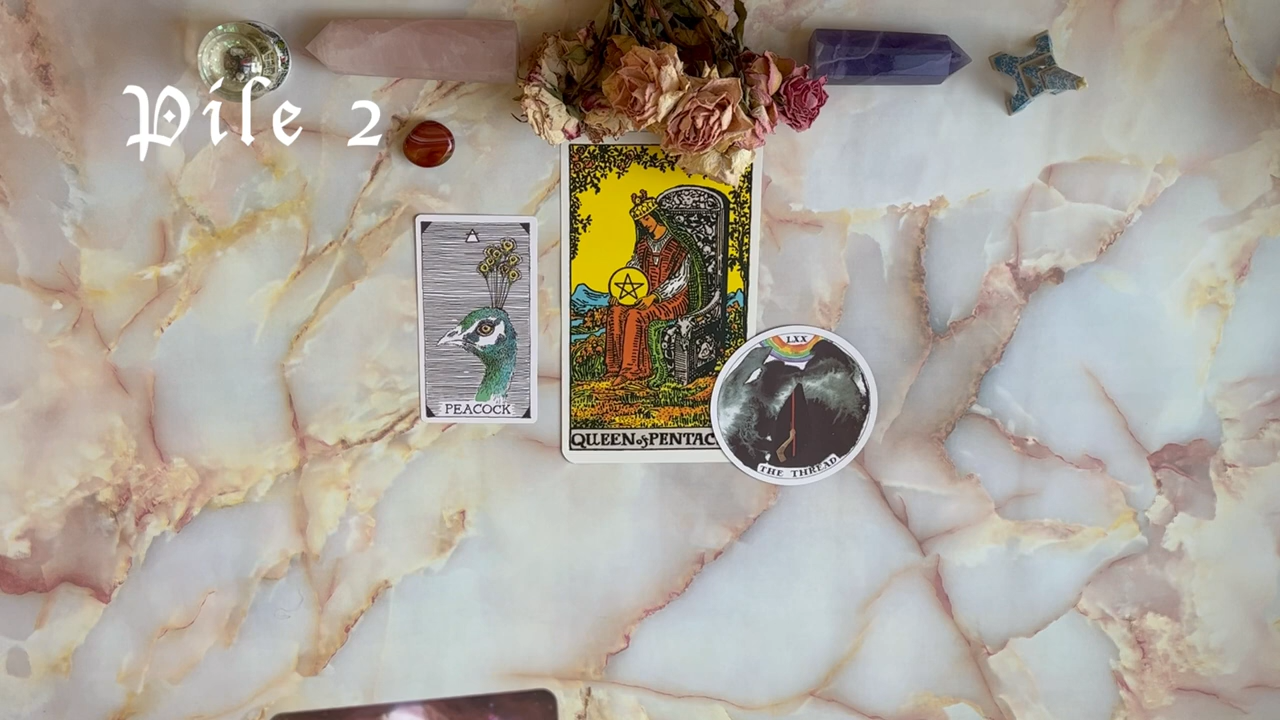 Pile 2
PEACOCK
QUEEN of PENTAC
LXX
THE THREAD